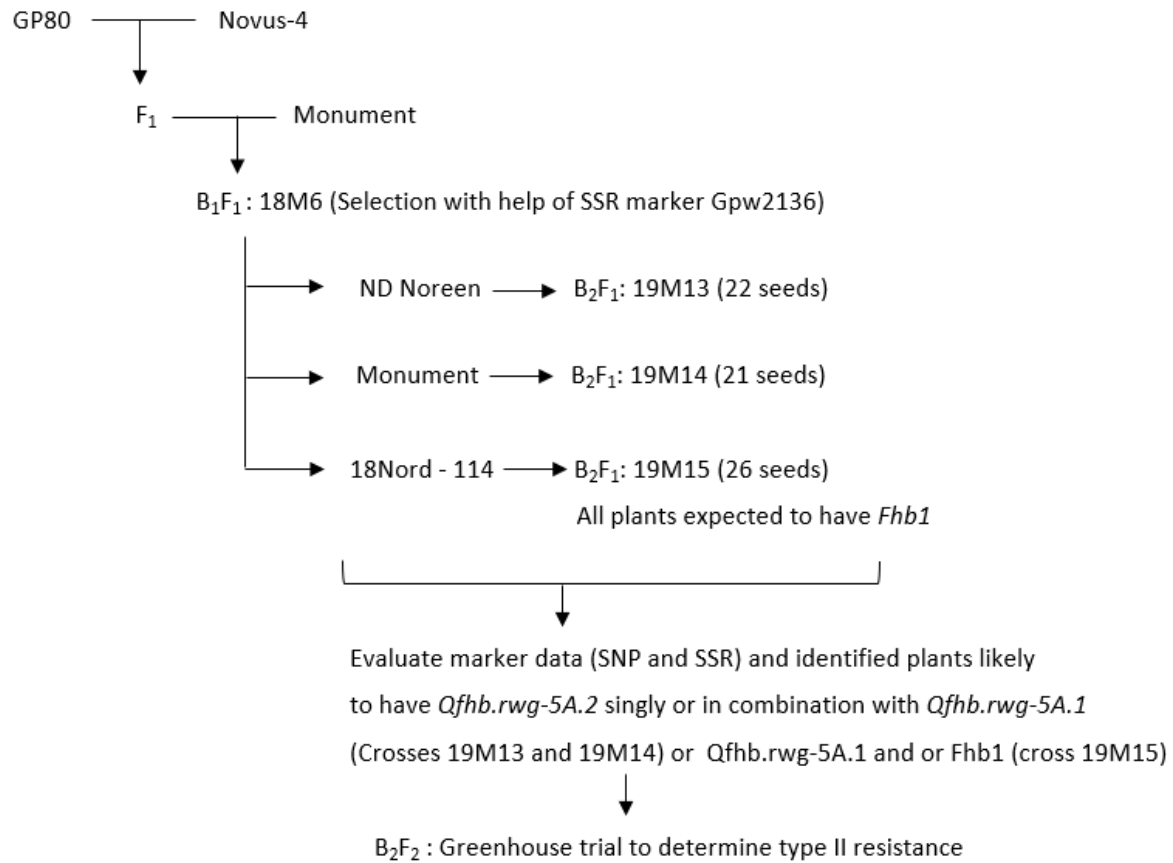 GP80 Novus-4
F₁ Monument
B₁F₁ : 18M6 (Selection with help of SSR marker Gpw2136)
ND Noreen B₂F₁: 19M13 (22 seeds)
Monument B₂F₁: 19M14 (21 seeds)
18Nord - 114 B₂F₁: 19M15 (26 seeds)
All plants expected to have Fhb1
Evaluate marker data (SNP and SSR) and identified plants likely
to have Qfhb.rwg-5A.2 singly or in combination with Qfhb.rwg-5A.1
(Crosses 19M13 and 19M14) or Qfhb.rwg-5A.1 and or Fhb1 (cross 19M15)
B₂F₂ : Greenhouse trial to determine type II resistance